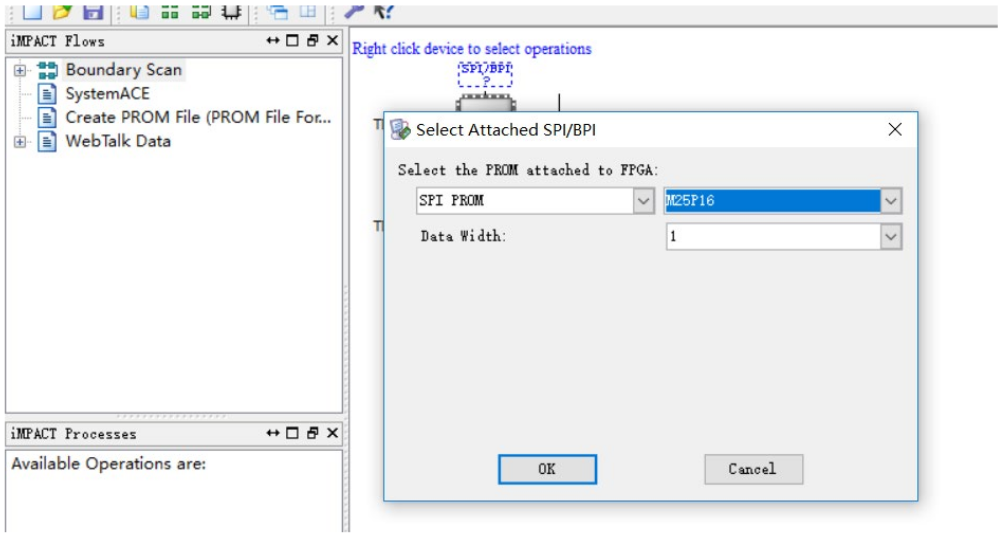 iMPACT Flows
Boundary Scan
SystemACE
Create PROM File (PROM File For...
WebTalk Data
iMPACT Processes
Available Operations are:
Right click device to select operations
SPI/BPI
?
Select Attached SPI/BPI
Select the PROM attached to FPGA:
SPI PROM
M25P16
Data Width:
1
OK
Cancel